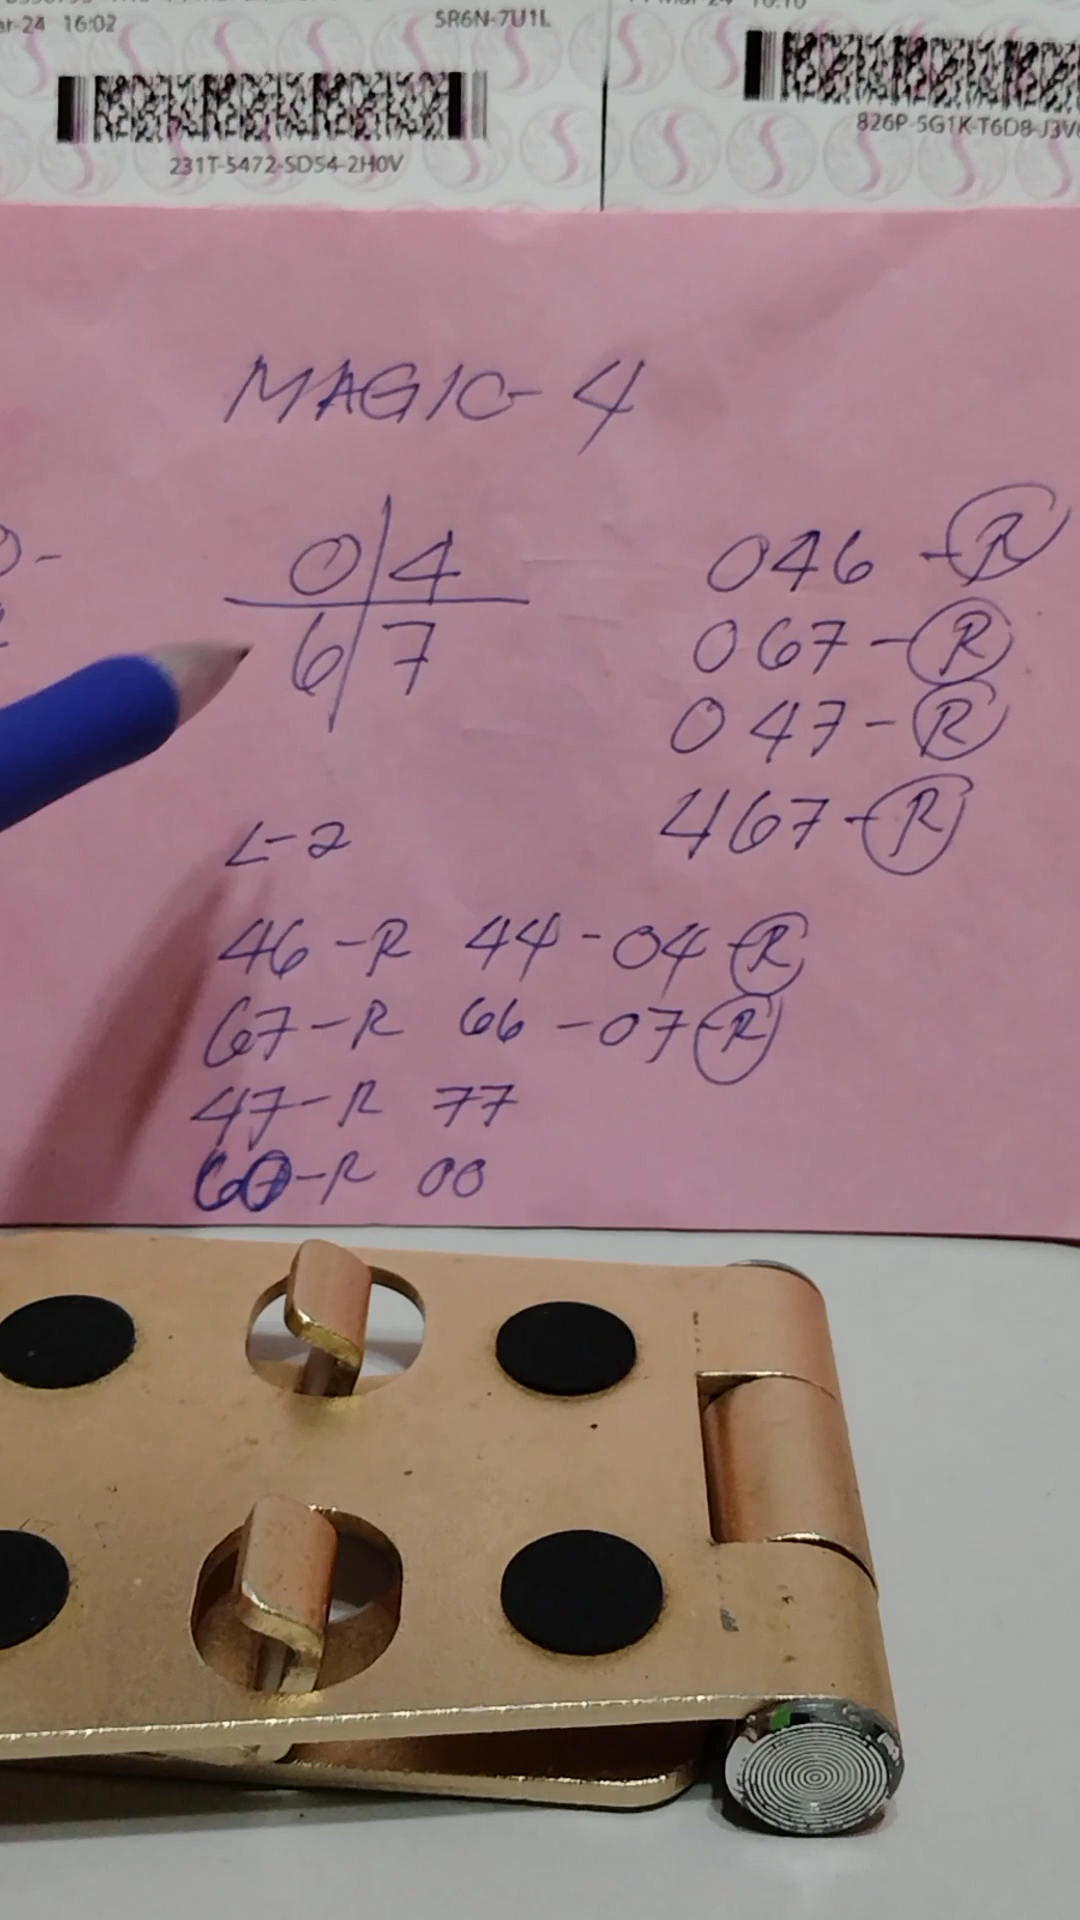 ar-24 16:02
5R6N-7U1L
231T-5472-SD54-2H0V
826P-5G1K-T6D8-J3V
MAGIC-4
0 4
6 7
046 -R
067-R
047-R
467-R
L-2
46-R 44-04-R
67-R 66-07-R
47-R 77
60-R 00